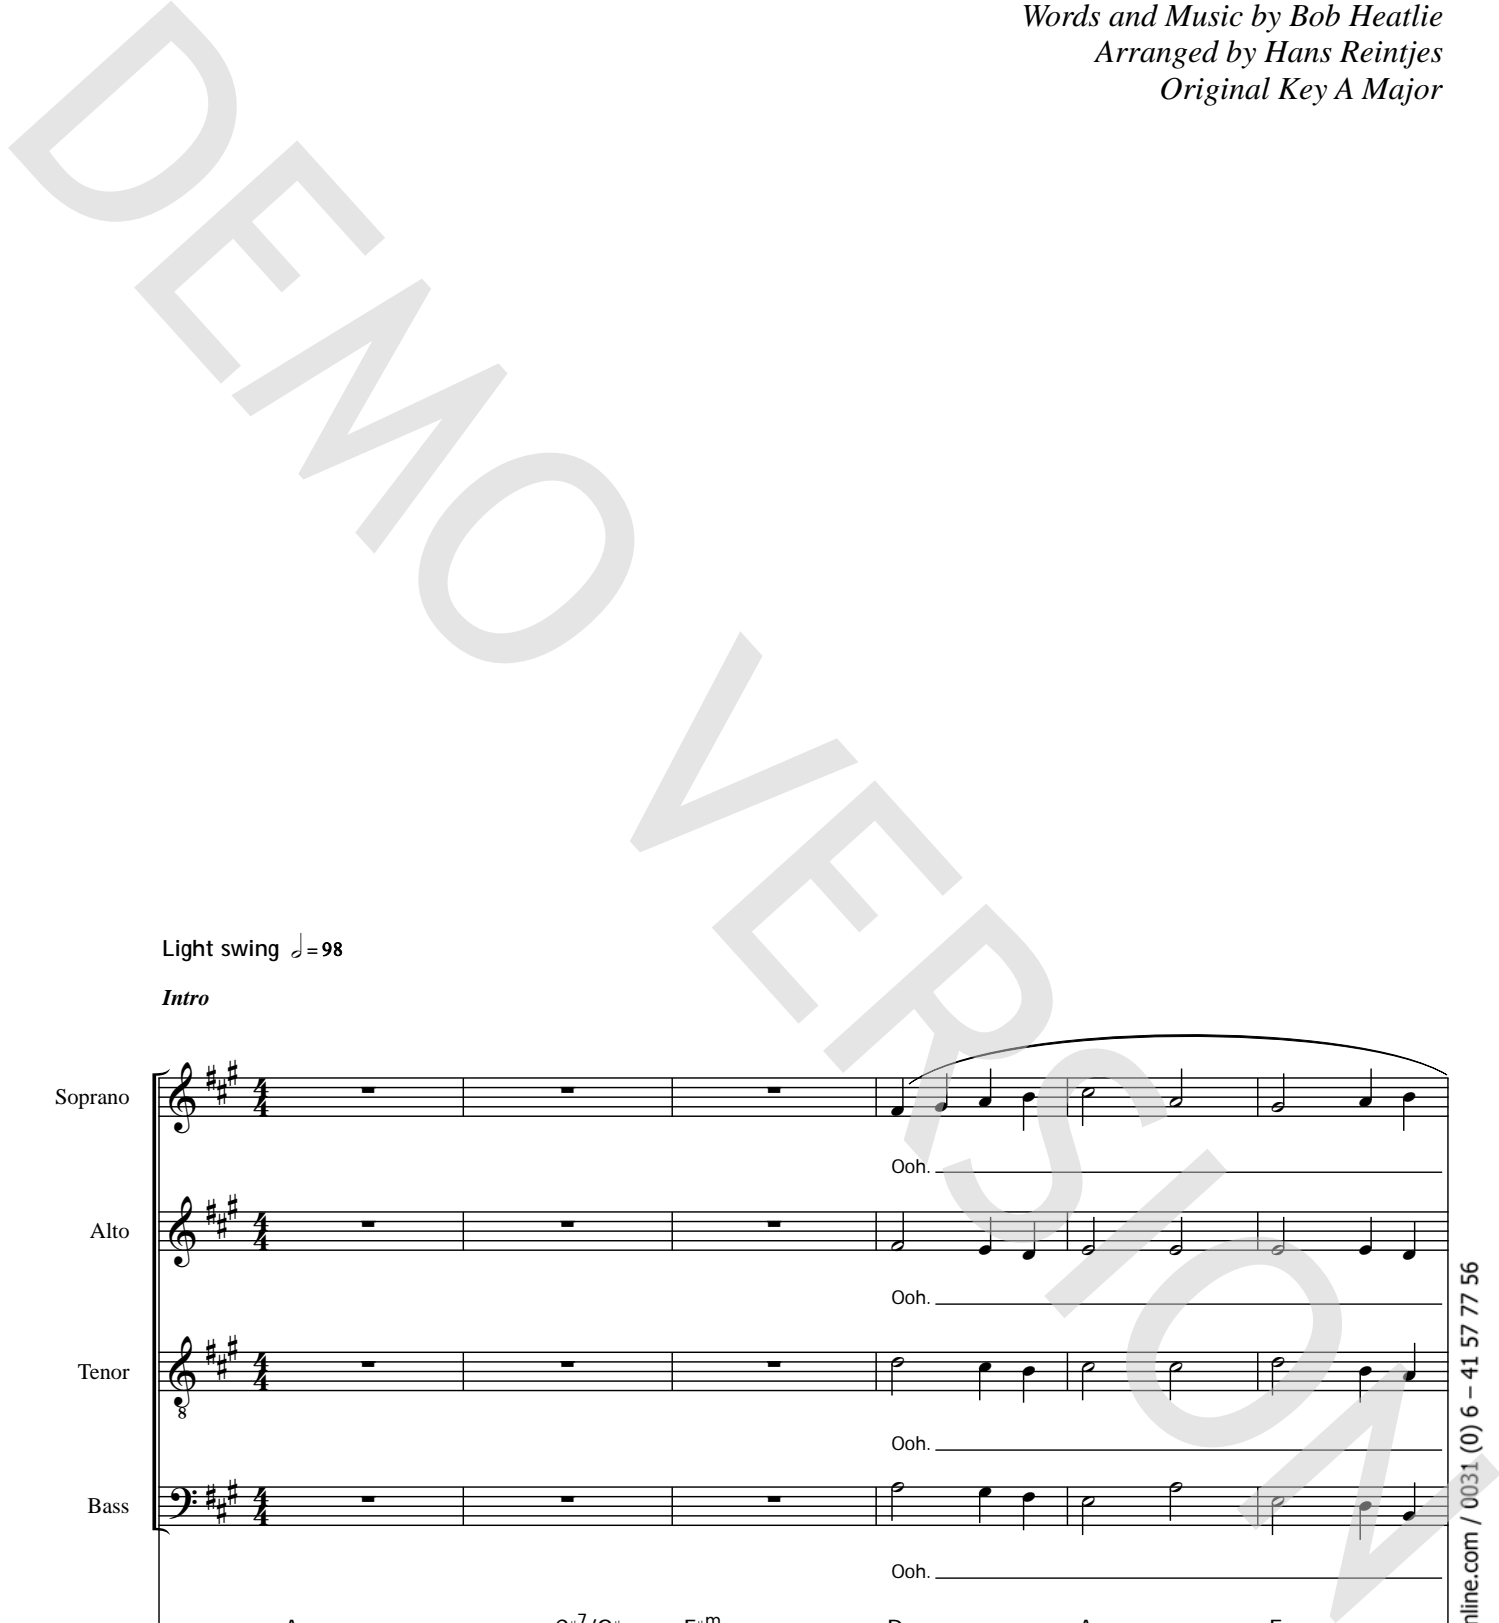 Words and Music by Bob Heatlie
Arranged by Hans Reintjes
Original Key A Major
DEMO VERSION
Light swing 𝅗𝅥 = 98
Intro
Soprano
Ooh.
Alto
Ooh.
Tenor
8
Ooh.
Bass
Ooh.
nline.com / 0031 (0) 6 – 41 57 77 56